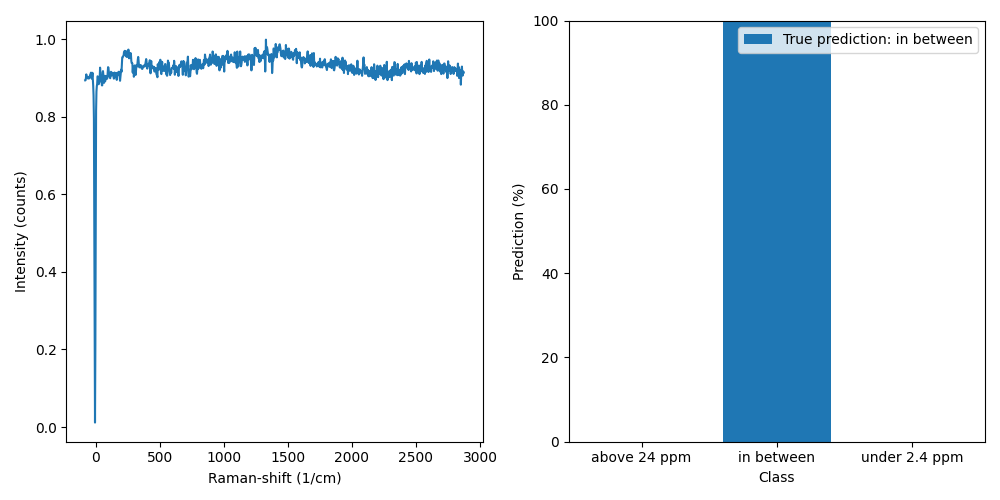 Intensity (counts)
1.0
0.8
0.6
0.4
0.2
0.0
0
500
1000
1500
2000
2500
3000
Raman-shift (1/cm)
Prediction (%)
100
80
60
40
20
0
True prediction: in between
above 24 ppm
in between
under 2.4 ppm
Class